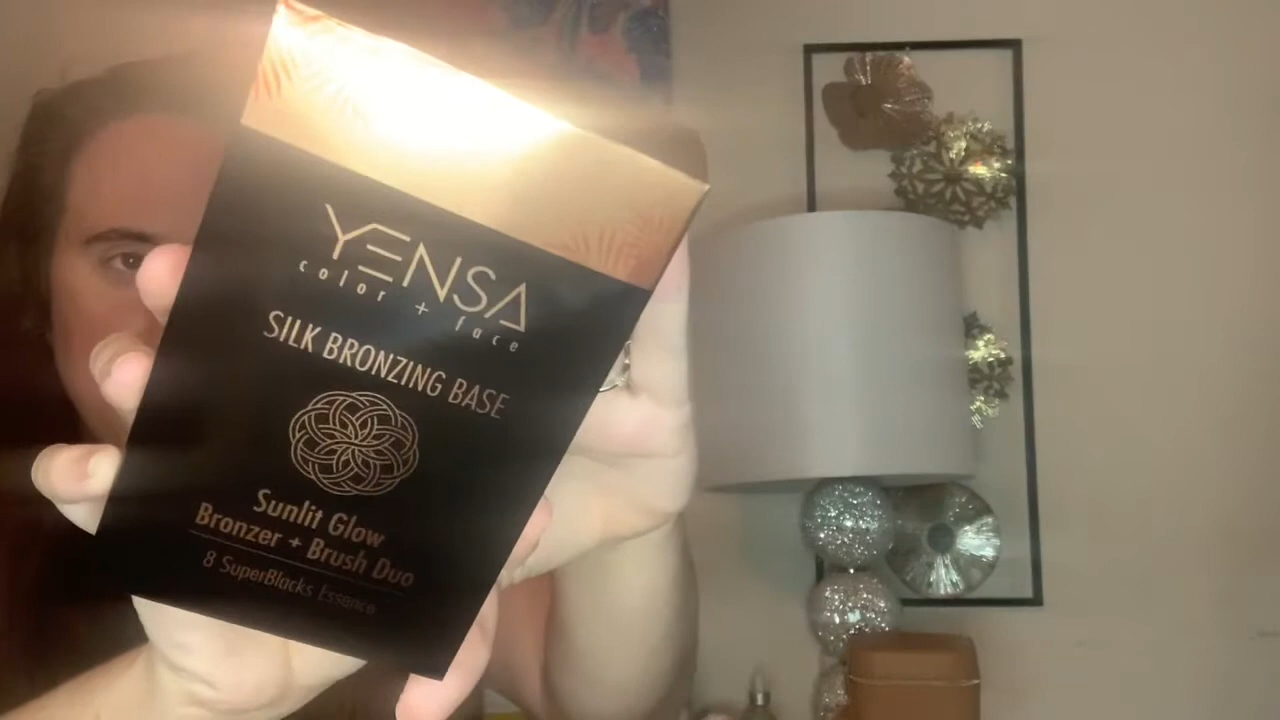 YENSA
color + face
SILK BRONZING BASE
Sunlit Glow
Bronzer + Brush Duo
8 SuperBlacks Essence